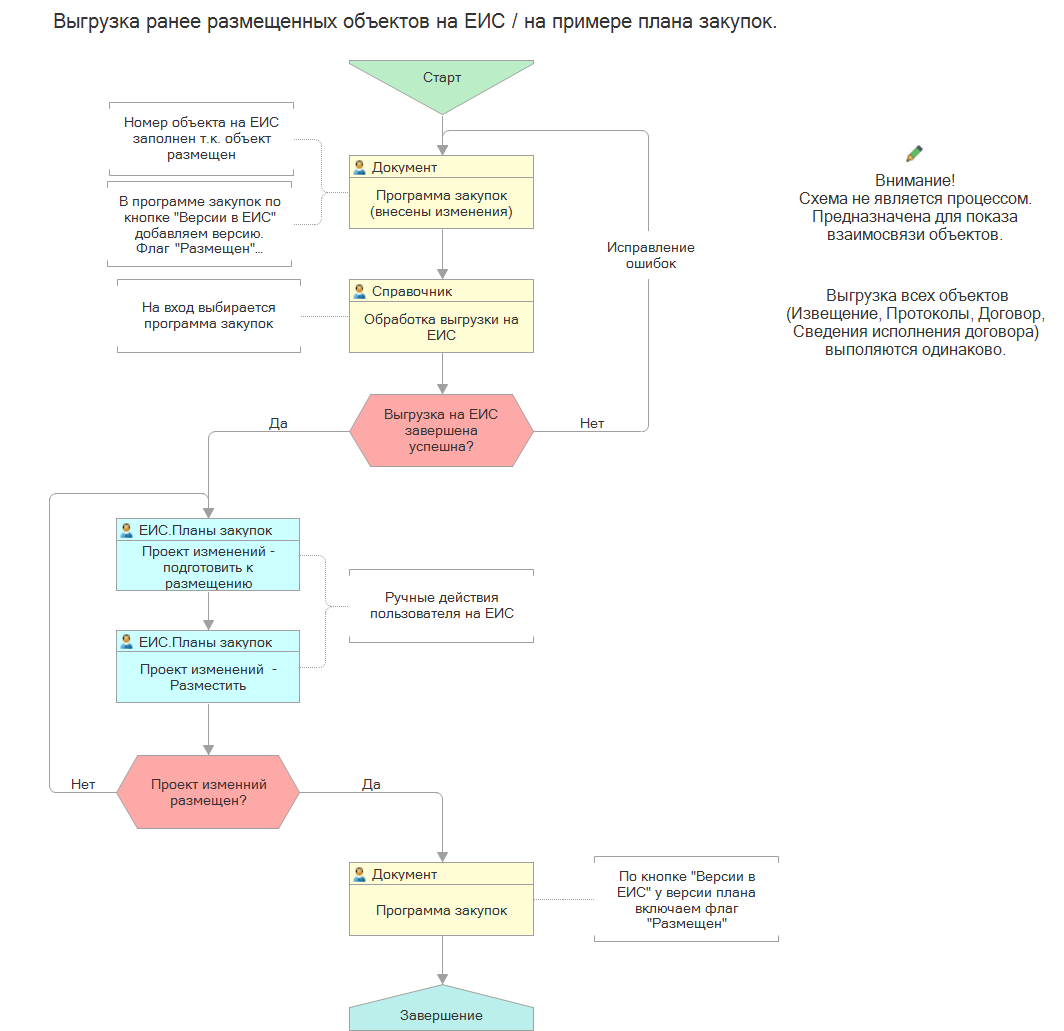 Выгрузка ранее размещенных объектов на ЕИС / на примере плана закупок.
Старт
Номер объекта на ЕИС
заполнен т.к. объект
размещен
Документ
Программа закупок
(внесены изменения)
В программе закупок по
кнопке "Версии в ЕИС"
добавляем версию.
Флаг "Размещен"...
Внимание!
Схема не является процессом.
Предназначена для показа
взаимосвязи объектов.
Исправление
ошибок
На вход выбирается
программа закупок
Справочник
Обработка выгрузки на
ЕИС
Выгрузка всех объектов
(Извещение, Протоколы, Договор,
Сведения исполнения договора)
выполяются одинаково.
Да
Выгрузка на ЕИС
завершена
успешна?
Нет
ЕИС.Планы закупок
Проект изменений -
подготовить к
размещению
Ручные действия
пользователя на ЕИС
ЕИС.Планы закупок
Проект изменений -
Разместить
Нет
Проект изменний
размещен?
Да
Документ
Программа закупок
По кнопке "Версии в
ЕИС" у версии плана
включаем флаг
"Размещен"
Завершение